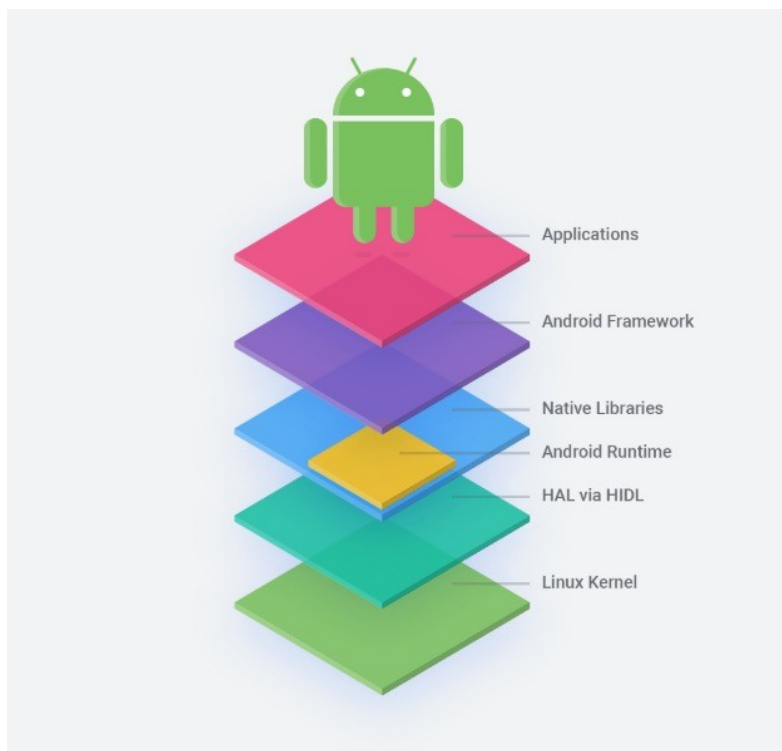 Applications
Android Framework
Native Libraries
Android Runtime
HAL via HIDL
Linux Kernel